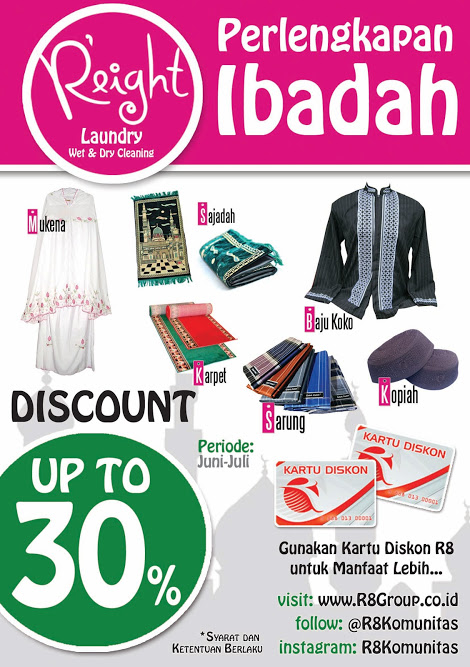 R'eight
Laundry
Wet & Dry Cleaning
Perlengkapan
Ibadah
Mukena
Sajadah
Baju Koko
Karpet
Sarung
Kopiah
DISCOUNT
UP TO
30%
Periode:
Juni-Juli
KARTU DISKON
KARTU DISKON
013 00001
Gunakan Kartu Diskon R8
untuk Manfaat Lebih...
visit: www.R8Group.co.id
follow: @R8Komunitas
instagram: R8Komunitas
*Syarat dan
Ketentuan Berlaku